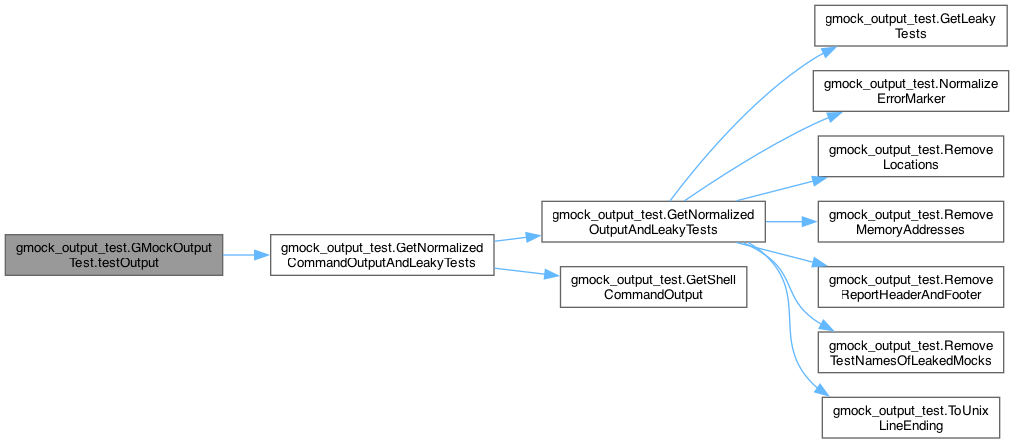 gmock_output_test.GMockOutput
Test.testOutput
gmock_output_test.GetNormalized
CommandOutputAndLeakyTests
gmock_output_test.GetNormalized
OutputAndLeakyTests
gmock_output_test.GetShell
CommandOutput
gmock_output_test.GetLeaky
Tests
gmock_output_test.Normalize
ErrorMarker
gmock_output_test.Remove
Locations
gmock_output_test.Remove
MemoryAddresses
gmock_output_test.Remove
ReportHeaderAndFooter
gmock_output_test.Remove
TestNamesOfLeakedMocks
gmock_output_test.ToUnix
LineEnding